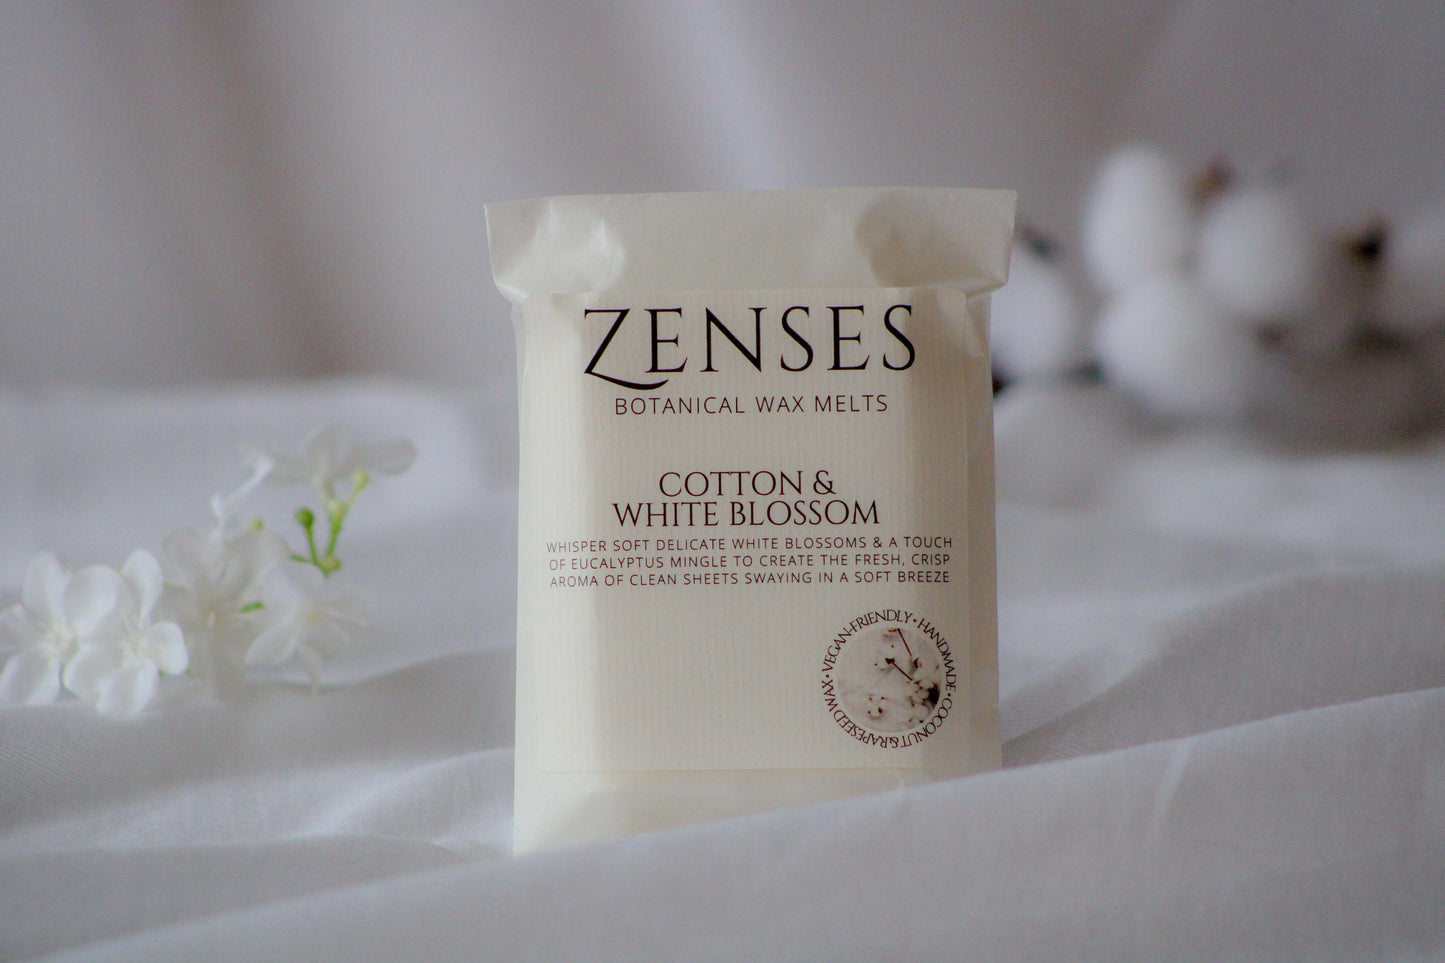 ZENSES
BOTANICAL WAX MELTS
COTTON &
WHITE BLOSSOM
WHISPER SOFT DELICATE WHITE BLOSSOMS & A TOUCH
OF EUCALYPTUS MINGLE TO CREATE THE FRESH, CRISP
AROMA OF CLEAN SHEETS SWAYING IN A SOFT BREEZE
VEGAN-FRIENDLY • HANDMADE • COCONUT & RAPESEED WAX •